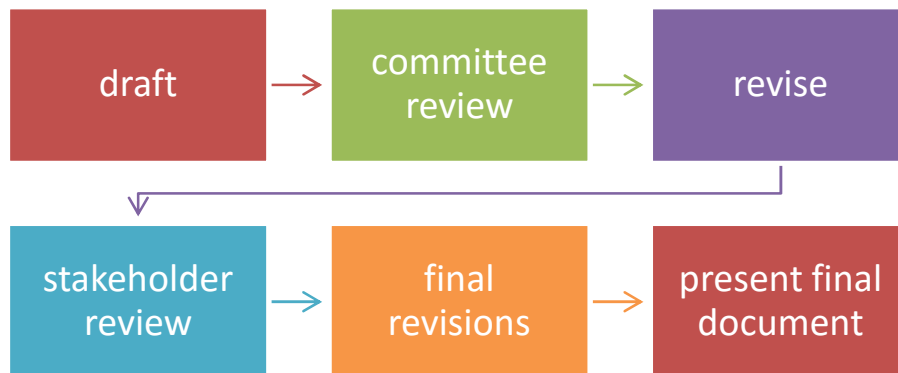 draft
committee
review
revise
stakeholder
review
final
revisions
present final
document